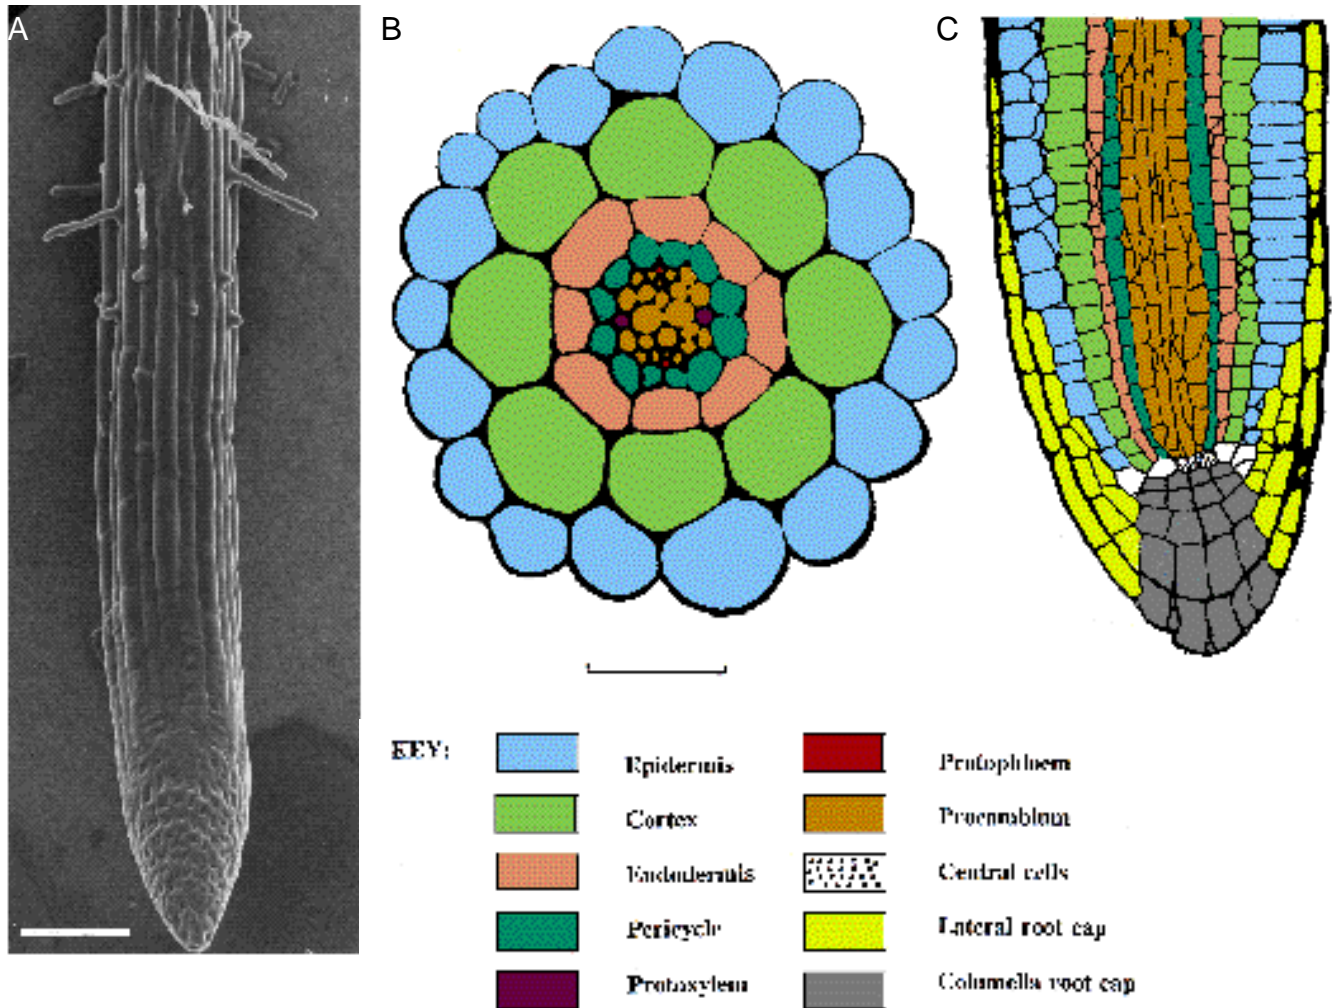 A
B
C
KEY:
Epidermis
Protophloem
Cortex
Procambium
Endodermis
Central cells
Pericycle
Lateral root cap
Protoxylem
Columella root cap